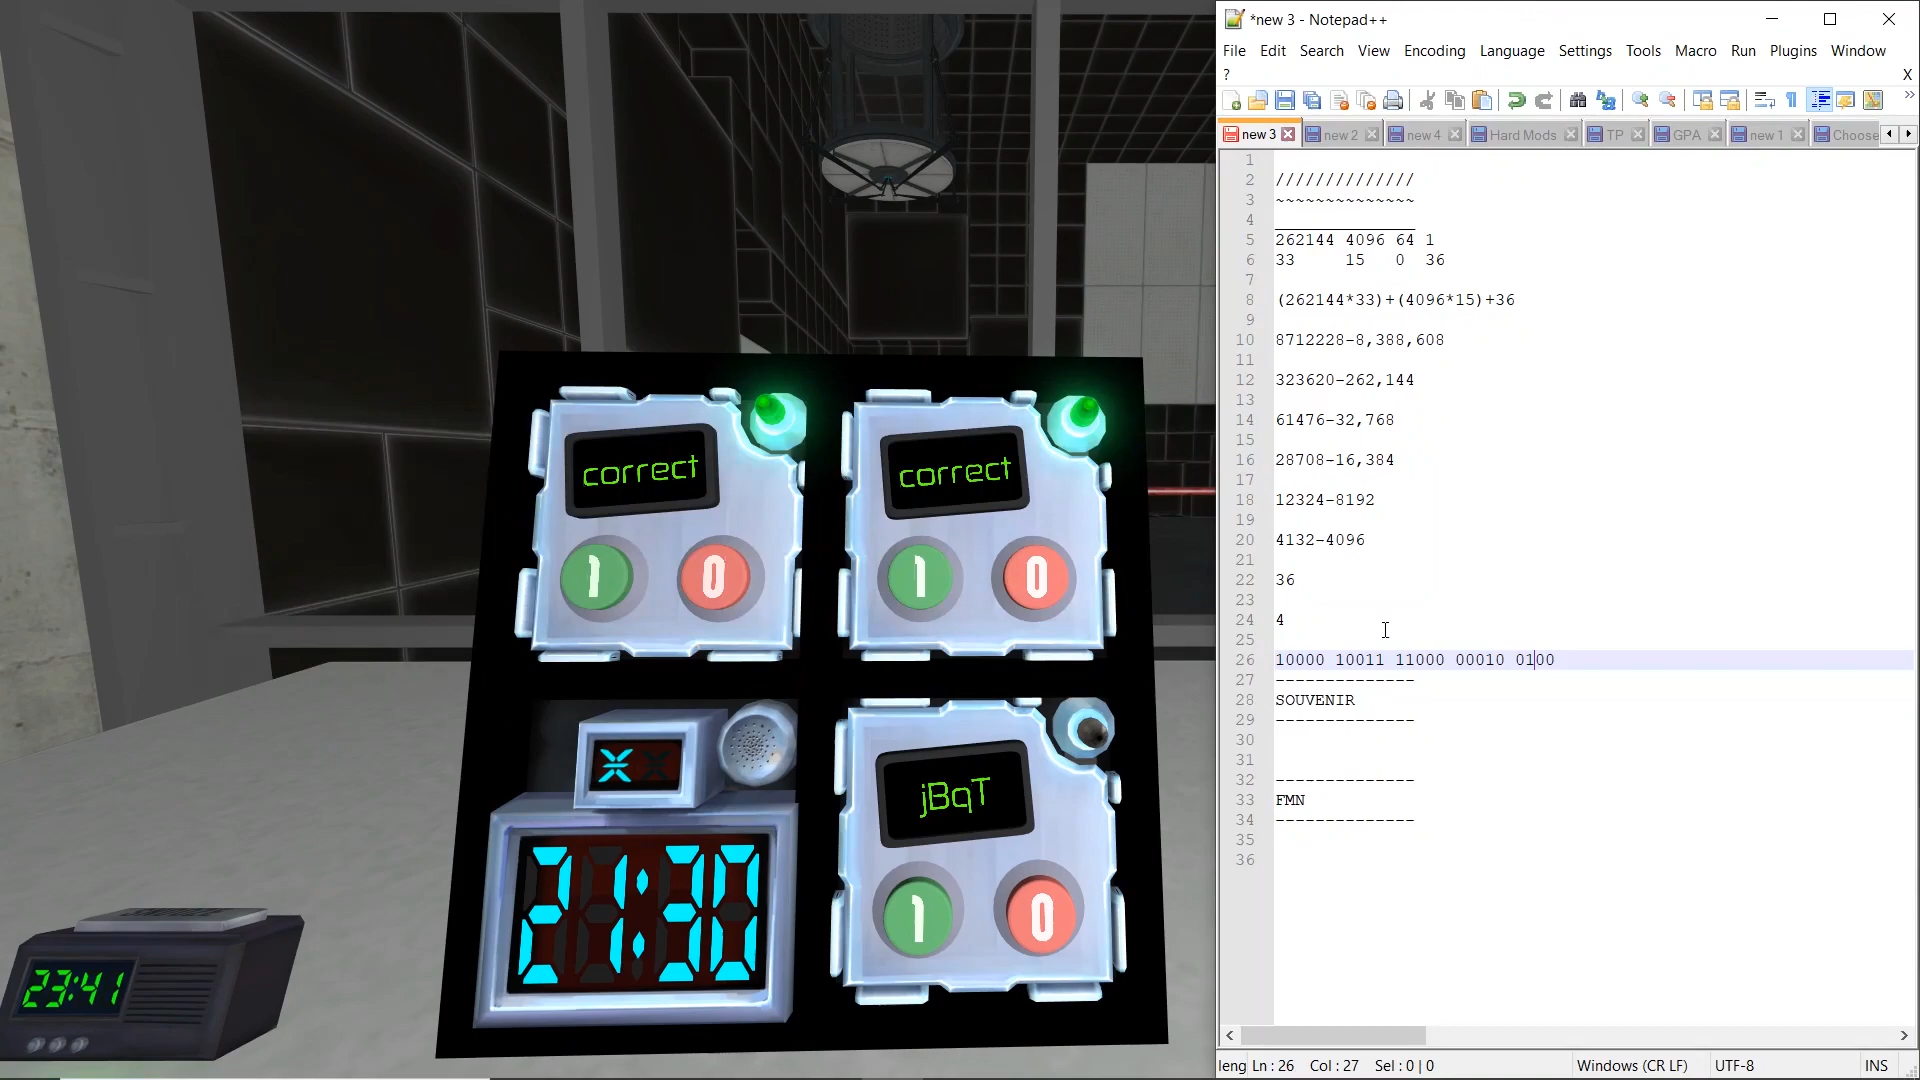 *new 3 - Notepad++
File Edit Search View Encoding Language Settings Tools Macro Run Plugins Window
? X
new 3 new 2 new 4 Hard Mods TP GPA new 1 Choose
1
2 //////////////
3 ~~~~~~~~~~~~~~
4 ______________
5 262144 4096 64 1
6 33 15 0 36
7
8 (262144*33)+(4096*15)+36
9
10 8712228-8,388,608
11
12 323620-262,144
13
14 61476-32,768
15
16 28708-16,384
17
18 12324-8192
19
20 4132-4096
21
22 36
23
24 4
25
26 10000 10011 11000 00010 0100
27 --------------
28 SOUVENIR
29 --------------
30
31
32 --------------
33 FMN
34 --------------
35
36
leng Ln : 26 Col : 27 Sel : 0 | 0 Windows (CR LF) UTF-8 INS
correct
1 0
correct
1 0
X
21:30
jBqT
1 0
23:41